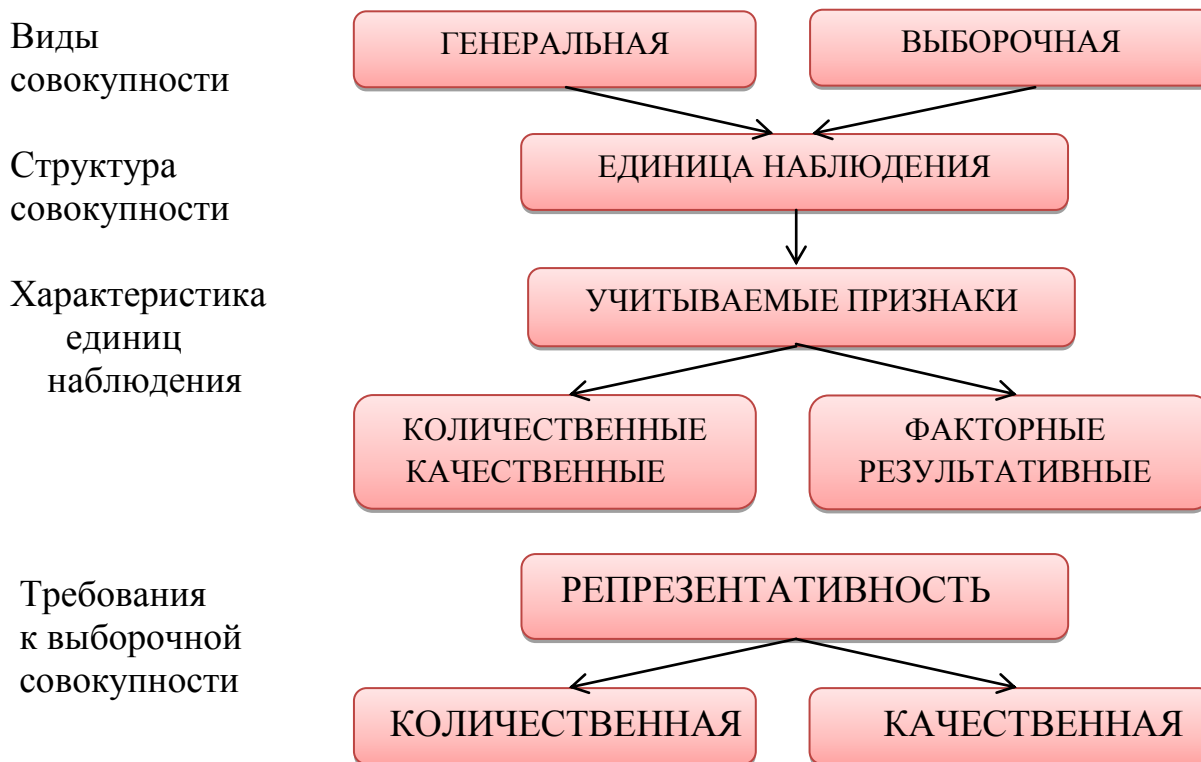 Виды
совокупности
ГЕНЕРАЛЬНАЯ
ВЫБОРОЧНАЯ
Структура
совокупности
ЕДИНИЦА НАБЛЮДЕНИЯ
Характеристика
единиц
наблюдения
УЧИТЫВАЕМЫЕ ПРИЗНАКИ
КОЛИЧЕСТВЕННЫЕ
КАЧЕСТВЕННЫЕ
ФАКТОРНЫЕ
РЕЗУЛЬТАТИВНЫЕ
Требования
к выборочной
совокупности
РЕПРЕЗЕНТАТИВНОСТЬ
КОЛИЧЕСТВЕННАЯ
КАЧЕСТВЕННАЯ